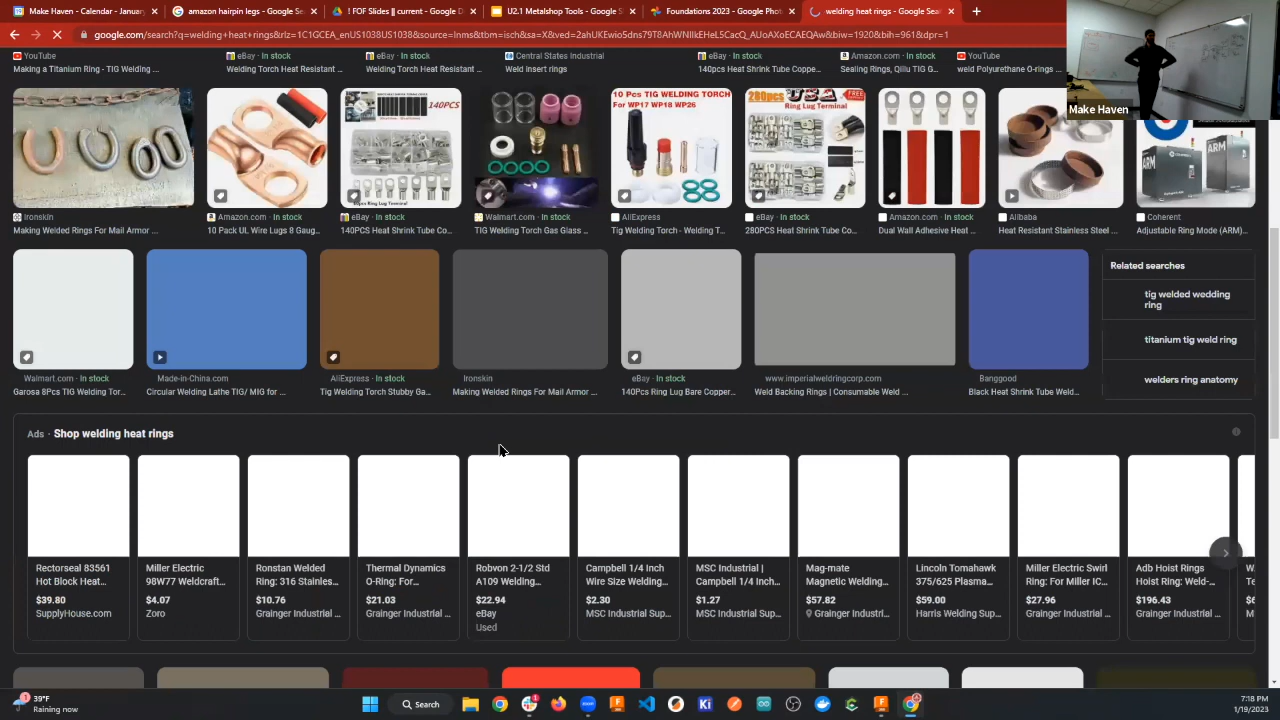 Make Haven - Calendar - January
amazon hairpin legs - Google Se
! FOF Slides || current - Google D
U2.1 Metalshop Tools - Google S
Foundations 2023 - Google Phot
welding heat rings - Google Sea
google.com/search?q=welding+heat+rings&rlz=1C1GCEA_enUS1038US1038&source=lnms&tbm=isch&sa=X&ved=2ahUKEwio5dns79T8AhWNIIkEHeL5CacQ_AUoAXoECAEQAw&biw=1920&bih=961&dpr=1
Make Haven
YouTube
eBay · In stock
eBay · In stock
Central States Industrial
eBay · In stock
Amazon.com · In stock
YouTube
Making a Titanium Ring - TIG Welding ...
Welding Torch Heat Resistant ...
Welding Torch Heat Resistant ...
Weld insert rings
140pcs Heat Shrink Tube Coppe...
Sealing Rings, Qiilu TIG G...
weld Polyurethane O-rings ...
140PCS
10 Pcs TIG WELDING TORCH
For WP17 WP18 WP26
280pcs USA FREE
Ring Lug Terminal
ARM
ARM
Ironskin
Amazon.com · In stock
eBay · In stock
Walmart.com · In stock
AliExpress
eBay · In stock
Amazon.com · In stock
Alibaba
Coherent
Making Welded Rings For Mail Armor ...
10 Pack UL Wire Lugs 8 Gaug...
140PCS Heat Shrink Tube Co...
TIG Welding Torch Gas Glass ...
Tig Welding Torch - Welding T...
280PCS Heat Shrink Tube Co...
Dual Wall Adhesive Heat ...
Heat Resistant Stainless Steel ...
Adjustable Ring Mode (ARM)...
Related searches
tig welded wedding
ring
titanium tig weld ring
welders ring anatomy
Walmart.com · In stock
Made-in-China.com
AliExpress · In stock
Ironskin
eBay · In stock
www.imperialweldringcorp.com
Banggood
Garosa 8Pcs TIG Welding Tor...
Circular Welding Lathe TIG/ MIG for ...
Tig Welding Torch Stubby Ga...
Making Welded Rings For Mail Armor ...
140Pcs Ring Lug Bare Copper...
Weld Backing Rings | Consumable Weld ...
Black Heat Shrink Tube Weld...
Ads · Shop welding heat rings
Rectorseal 83561
Hot Block Heat...
$39.80
SupplyHouse.com
Miller Electric
98W77 Weldcraft...
$4.07
Zoro
Ronstan Welded
Ring: 316 Stainles...
$10.76
Grainger Industrial ...
Thermal Dynamics
O-Ring: For...
$21.03
Grainger Industrial ...
Robvon 2-1/2 Std
A109 Welding...
$22.94
eBay
Used
Campbell 1/4 Inch
Wire Size Welding...
$2.30
MSC Industrial Sup...
MSC Industrial |
Campbell 1/4 Inch...
$1.27
MSC Industrial Sup...
Mag-mate
Magnetic Welding...
$57.82
Grainger Industri...
Lincoln Tomahawk
375/625 Plasma...
$59.00
Harris Welding Sup...
Miller Electric Swirl
Ring: For Miller IC...
$27.96
Grainger Industrial ...
Adb Hoist Rings
Hoist Ring: Weld-...
$196.43
Grainger Industrial ...
39°F
Raining now
Search
7:18 PM
1/19/2023